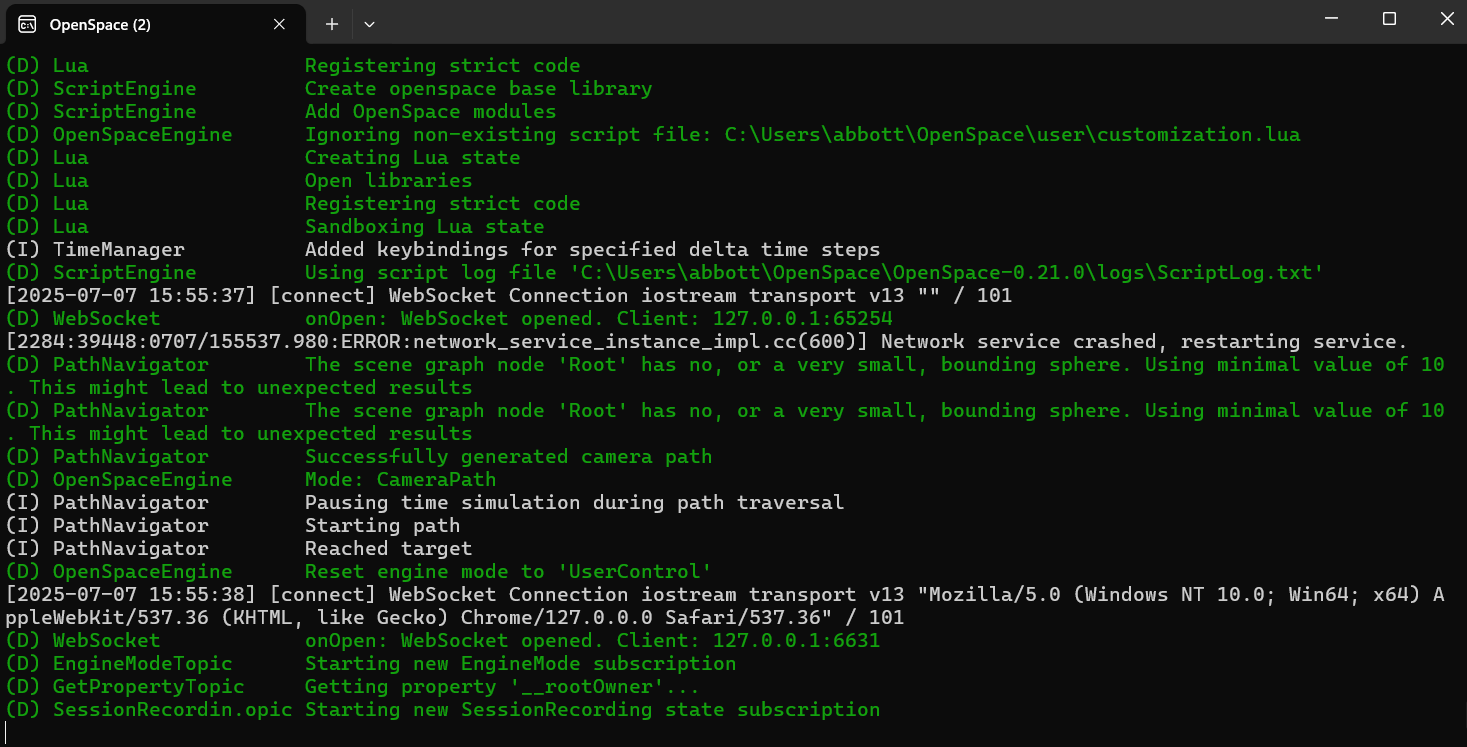 OpenSpace (2)
(D) Lua                  Registering strict code
(D) ScriptEngine         Create openspace base library
(D) ScriptEngine         Add OpenSpace modules
(D) OpenSpaceEngine      Ignoring non-existing script file: C:\Users\abbott\OpenSpace\user\customization.lua
(D) Lua                  Creating Lua state
(D) Lua                  Open libraries
(D) Lua                  Registering strict code
(D) Lua                  Sandboxing Lua state
(I) TimeManager          Added keybindings for specified delta time steps
(D) ScriptEngine         Using script log file 'C:\Users\abbott\OpenSpace\OpenSpace-0.21.0\logs\ScriptLog.txt'
[2025-07-07 15:55:37] [connect] WebSocket Connection iostream transport v13 "" / 101
(D) WebSocket            onOpen: WebSocket opened. Client: 127.0.0.1:65254
[2284:39448:0707/155537.980:ERROR:network_service_instance_impl.cc(600)] Network service crashed, restarting service.
(D) PathNavigator        The scene graph node 'Root' has no, or a very small, bounding sphere. Using minimal value of 10
. This might lead to unexpected results
(D) PathNavigator        The scene graph node 'Root' has no, or a very small, bounding sphere. Using minimal value of 10
. This might lead to unexpected results
(D) PathNavigator        Successfully generated camera path
(D) OpenSpaceEngine      Mode: CameraPath
(I) PathNavigator        Pausing time simulation during path traversal
(I) PathNavigator        Starting path
(I) PathNavigator        Reached target
(D) OpenSpaceEngine      Reset engine mode to 'UserControl'
[2025-07-07 15:55:38] [connect] WebSocket Connection iostream transport v13 "Mozilla/5.0 (Windows NT 10.0; Win64; x64) A
ppleWebKit/537.36 (KHTML, like Gecko) Chrome/127.0.0.0 Safari/537.36" / 101
(D) WebSocket            onOpen: WebSocket opened. Client: 127.0.0.1:6631
(D) EngineModeTopic      Starting new EngineMode subscription
(D) GetPropertyTopic     Getting property '__rootOwner'...
(D) SessionRecordin.opic Starting new SessionRecording state subscription